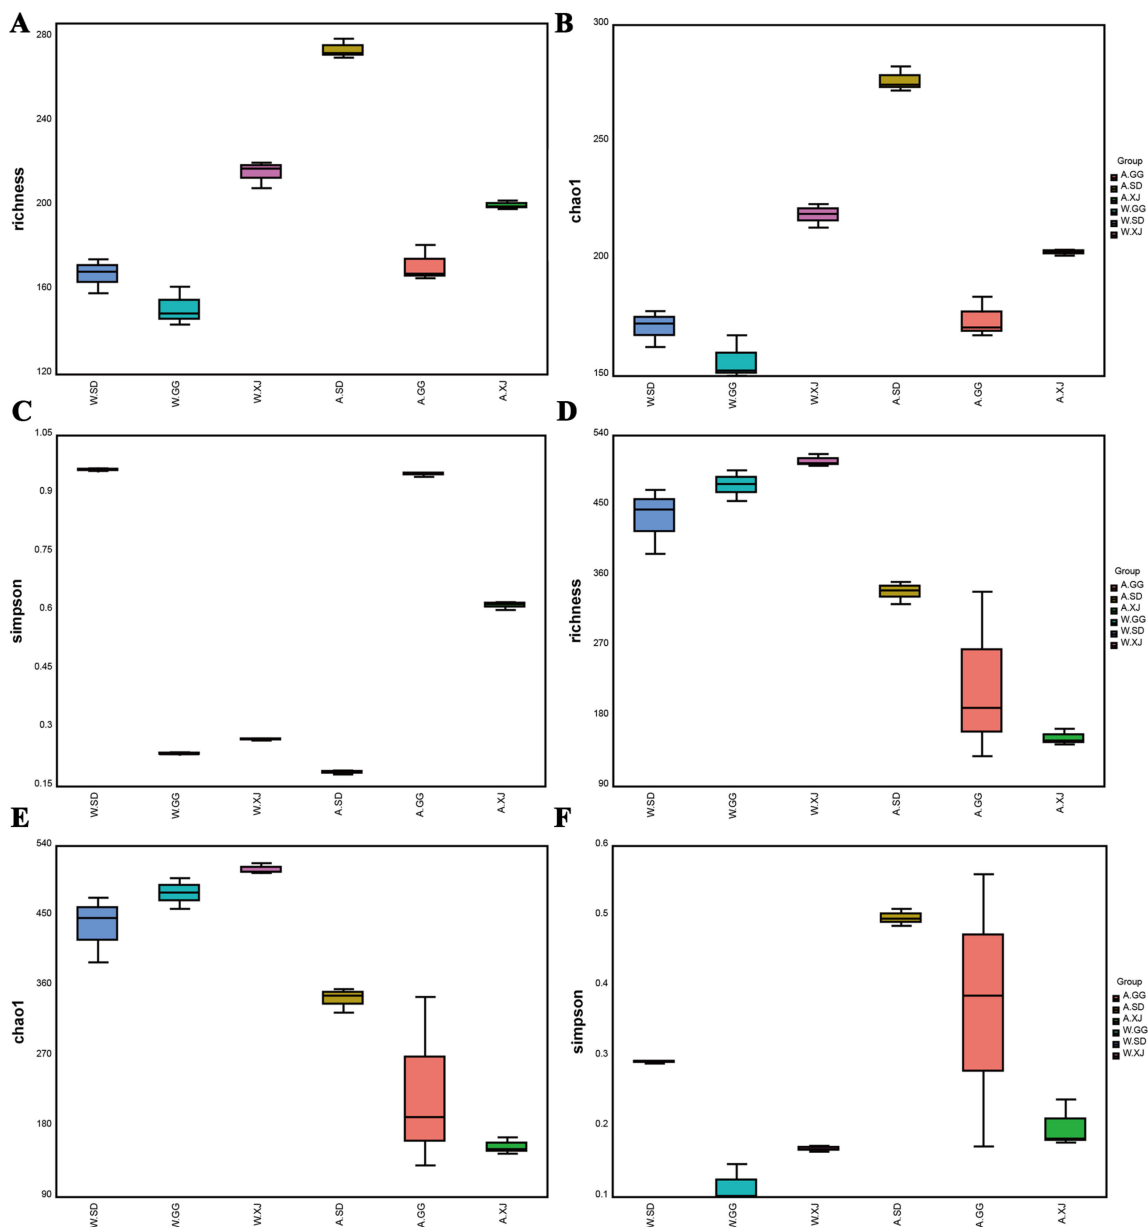 A
richness
280
240
200
160
120
W.SD
W.GG
W.XJ
A.SD
A.GG
A.XJ
B
chao1
300
250
200
150
W.SD
W.GG
W.XJ
A.SD
A.GG
A.XJ
Group
A.GG
A.SD
A.XJ
W.GG
W.SD
W.XJ
C
simpson
1.05
0.9
0.75
0.6
0.45
0.3
0.15
W.SD
W.GG
W.XJ
A.SD
A.GG
A.XJ
D
richness
540
450
360
270
180
90
W.SD
W.GG
W.XJ
A.SD
A.GG
A.XJ
Group
A.GG
A.SD
A.XJ
W.GG
W.SD
W.XJ
E
chao1
540
450
360
270
180
90
W.SD
W.GG
W.XJ
A.SD
A.GG
A.XJ
F
simpson
0.6
0.5
0.4
0.3
0.2
0.1
W.SD
W.GG
W.XJ
A.SD
A.GG
A.XJ
Group
A.GG
A.SD
A.XJ
W.GG
W.SD
W.XJ